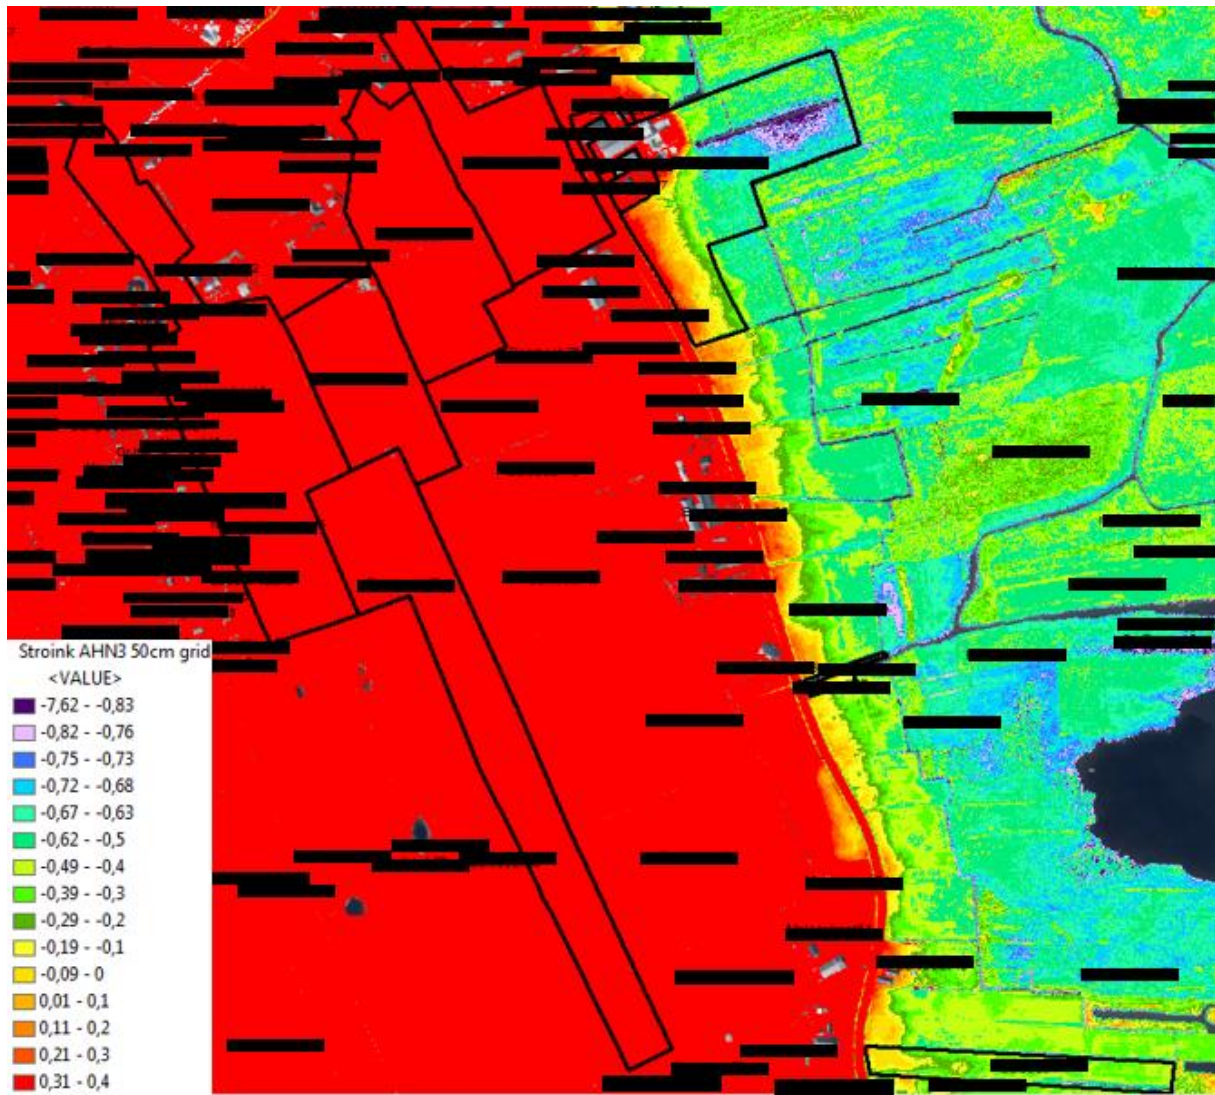 Stroink AHN3 50cm grid
<VALUE>
-7,62 - -0,83
-0,82 - -0,76
-0,75 - -0,73
-0,72 - -0,68
-0,67 - -0,63
-0,62 - -0,5
-0,49 - -0,4
-0,39 - -0,3
-0,29 - -0,2
-0,19 - -0,1
-0,09 - 0
0,01 - 0,1
0,11 - 0,2
0,21 - 0,3
0,31 - 0,4